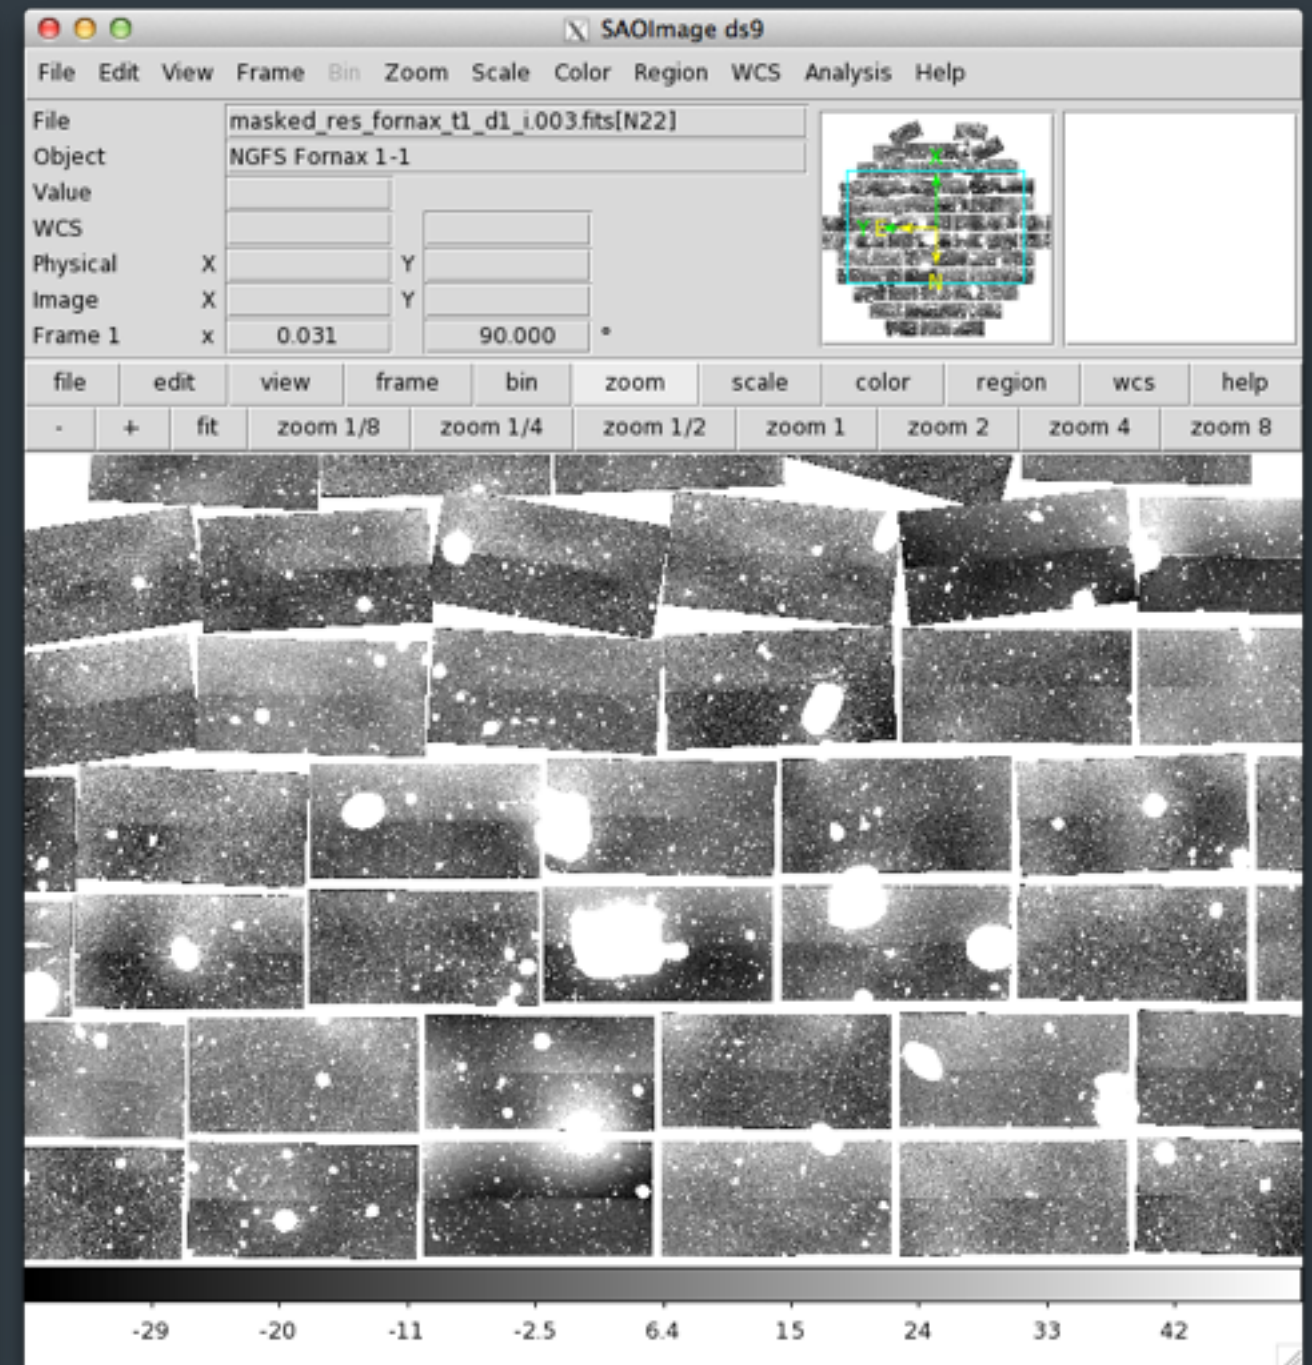 SAOImage ds9
File Edit View Frame Bin Zoom Scale Color Region WCS Analysis Help
File masked_res_fornax_t1_d1_i.003.fits[N22]
Object NGFS Fornax 1-1
Value
WCS
Physical X Y
Image X Y
Frame 1 x 0.031 90.000 °
X
Y E
N
file edit view frame bin zoom scale color region wcs help
- + fit zoom 1/8 zoom 1/4 zoom 1/2 zoom 1 zoom 2 zoom 4 zoom 8
-29 -20 -11 -2.5 6.4 15 24 33 42